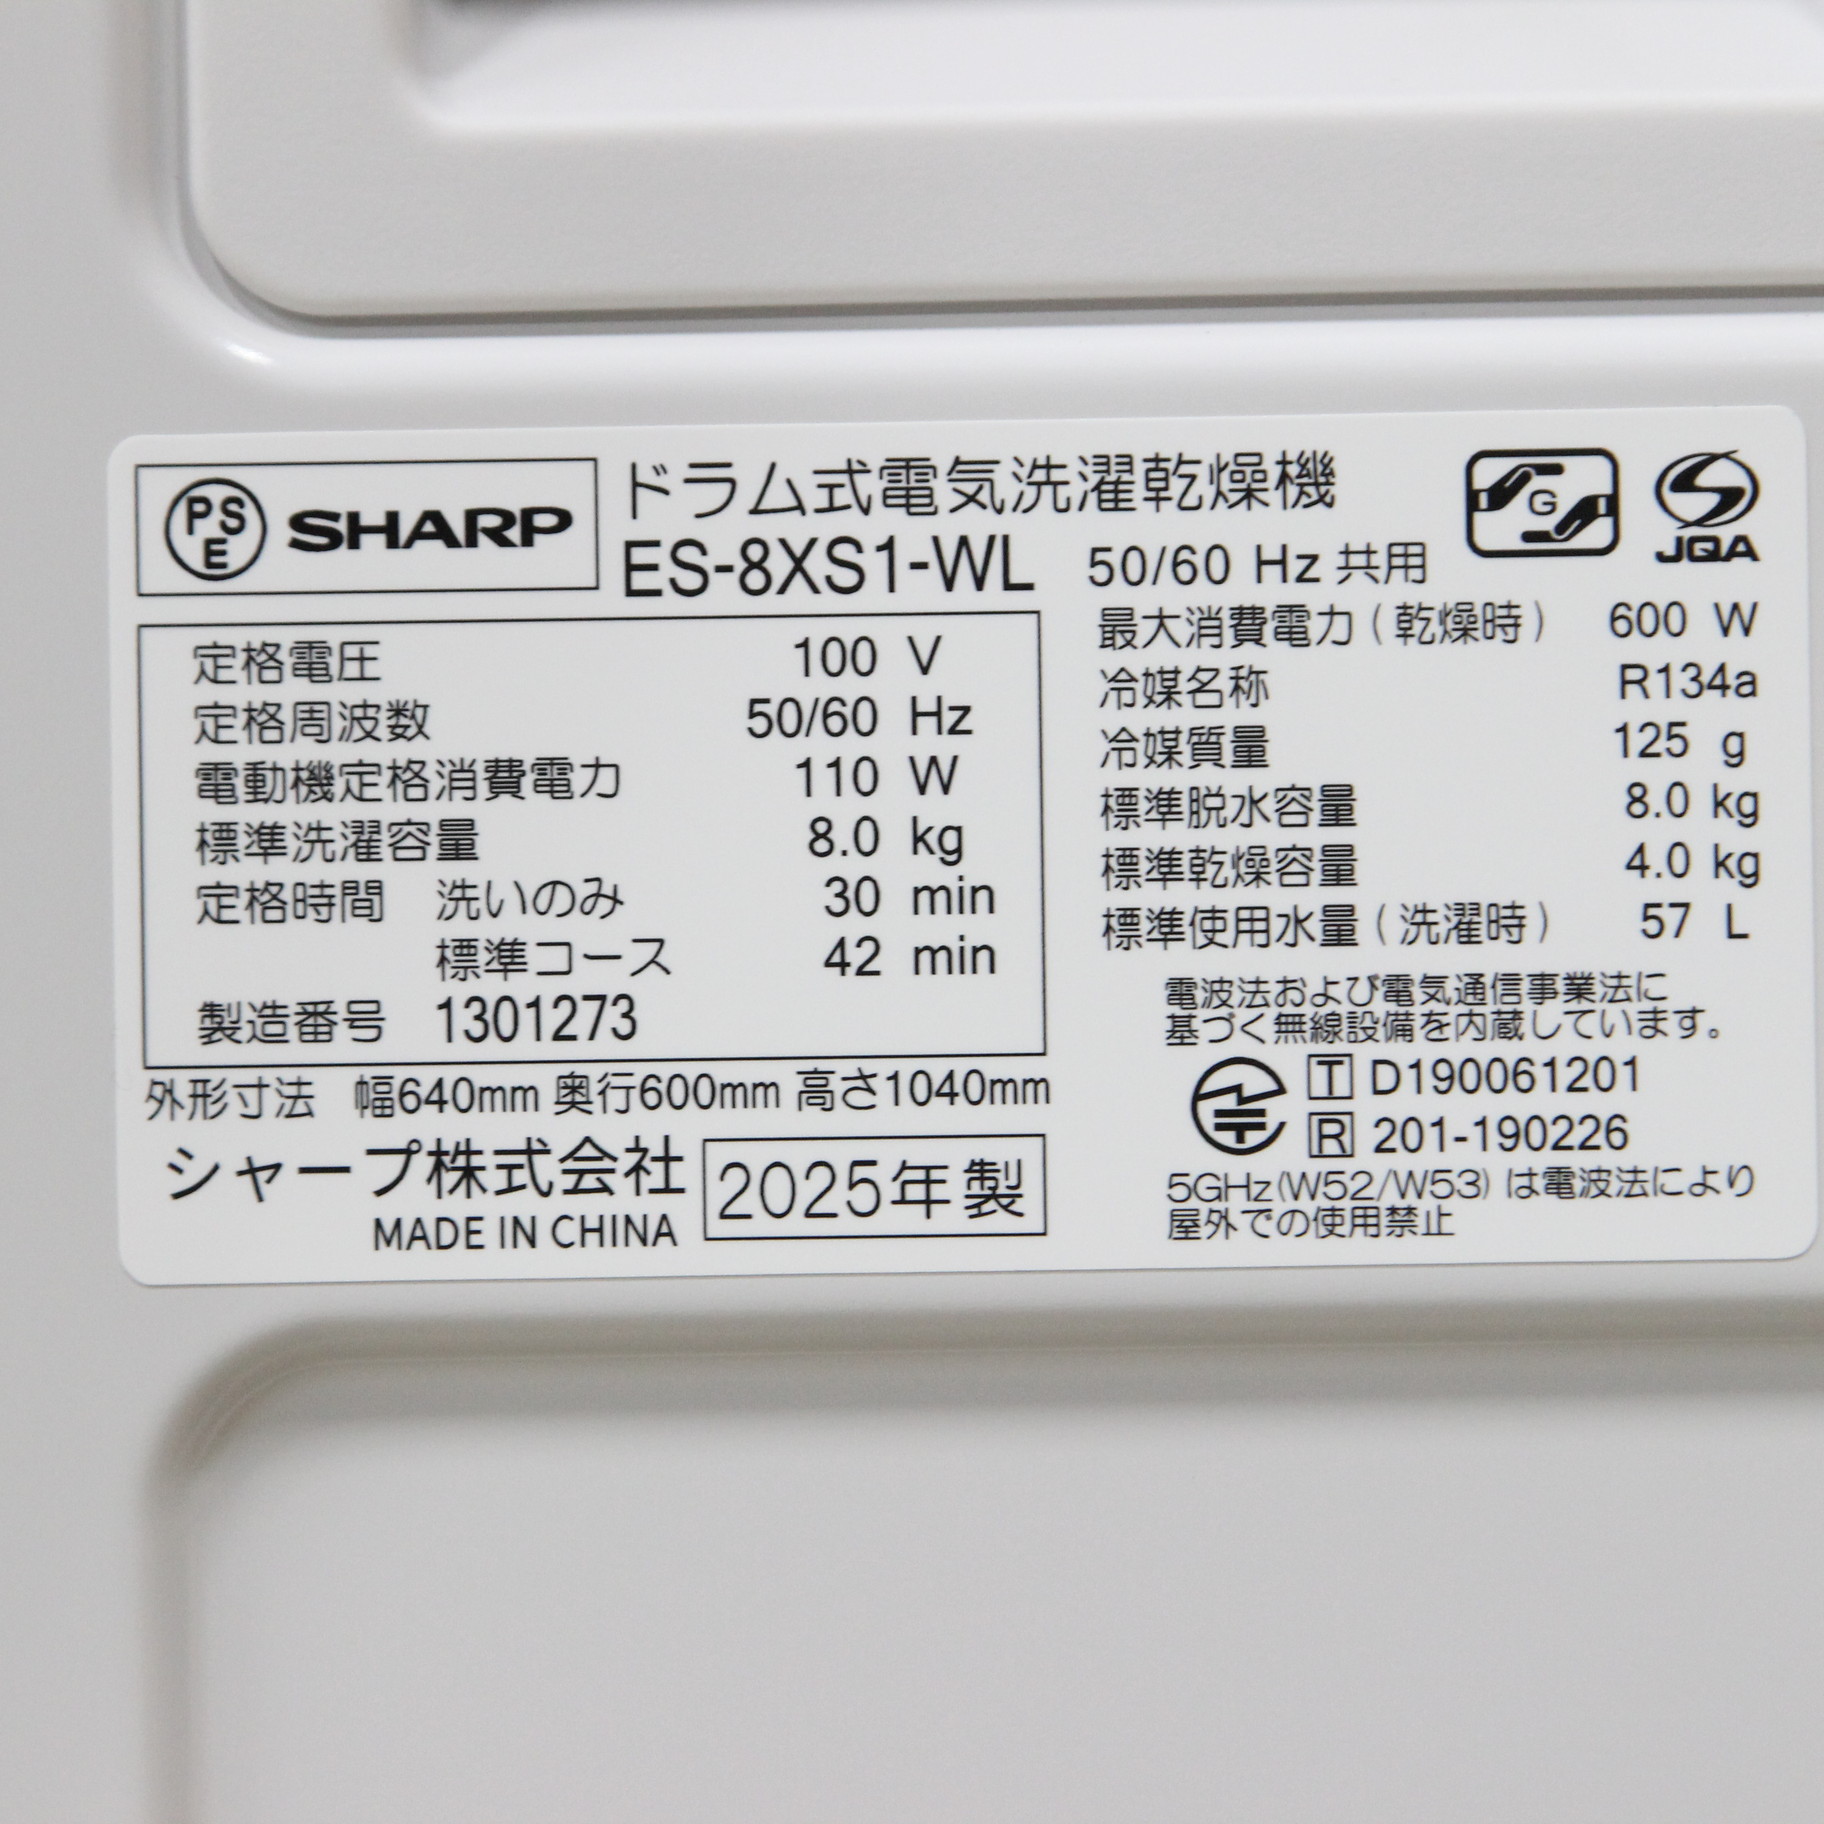 PSE SHARP
ドラム式電気洗濯乾燥機
ES-8XS1-WL
50/60 Hz 共用
G
JQA
定格電圧 100 V
定格周波数 50/60 Hz
電動機定格消費電力 110 W
標準洗濯容量 8.0 kg
定格時間 洗いのみ 30 min
標準コース 42 min
製造番号 1301273
外形寸法 幅640mm 奥行600mm 高さ1040mm
シャープ株式会社
MADE IN CHINA
2025年製
最大消費電力(乾燥時) 600 W
冷媒名称 R134a
冷媒質量 125 g
標準脱水容量 8.0 kg
標準乾燥容量 4.0 kg
標準使用水量(洗濯時) 57 L
電波法および電気通信事業法に
基づく無線設備を内蔵しています。
T D190061201
R 201-190226
5GHz(W52/W53)は電波法により
屋外での使用禁止